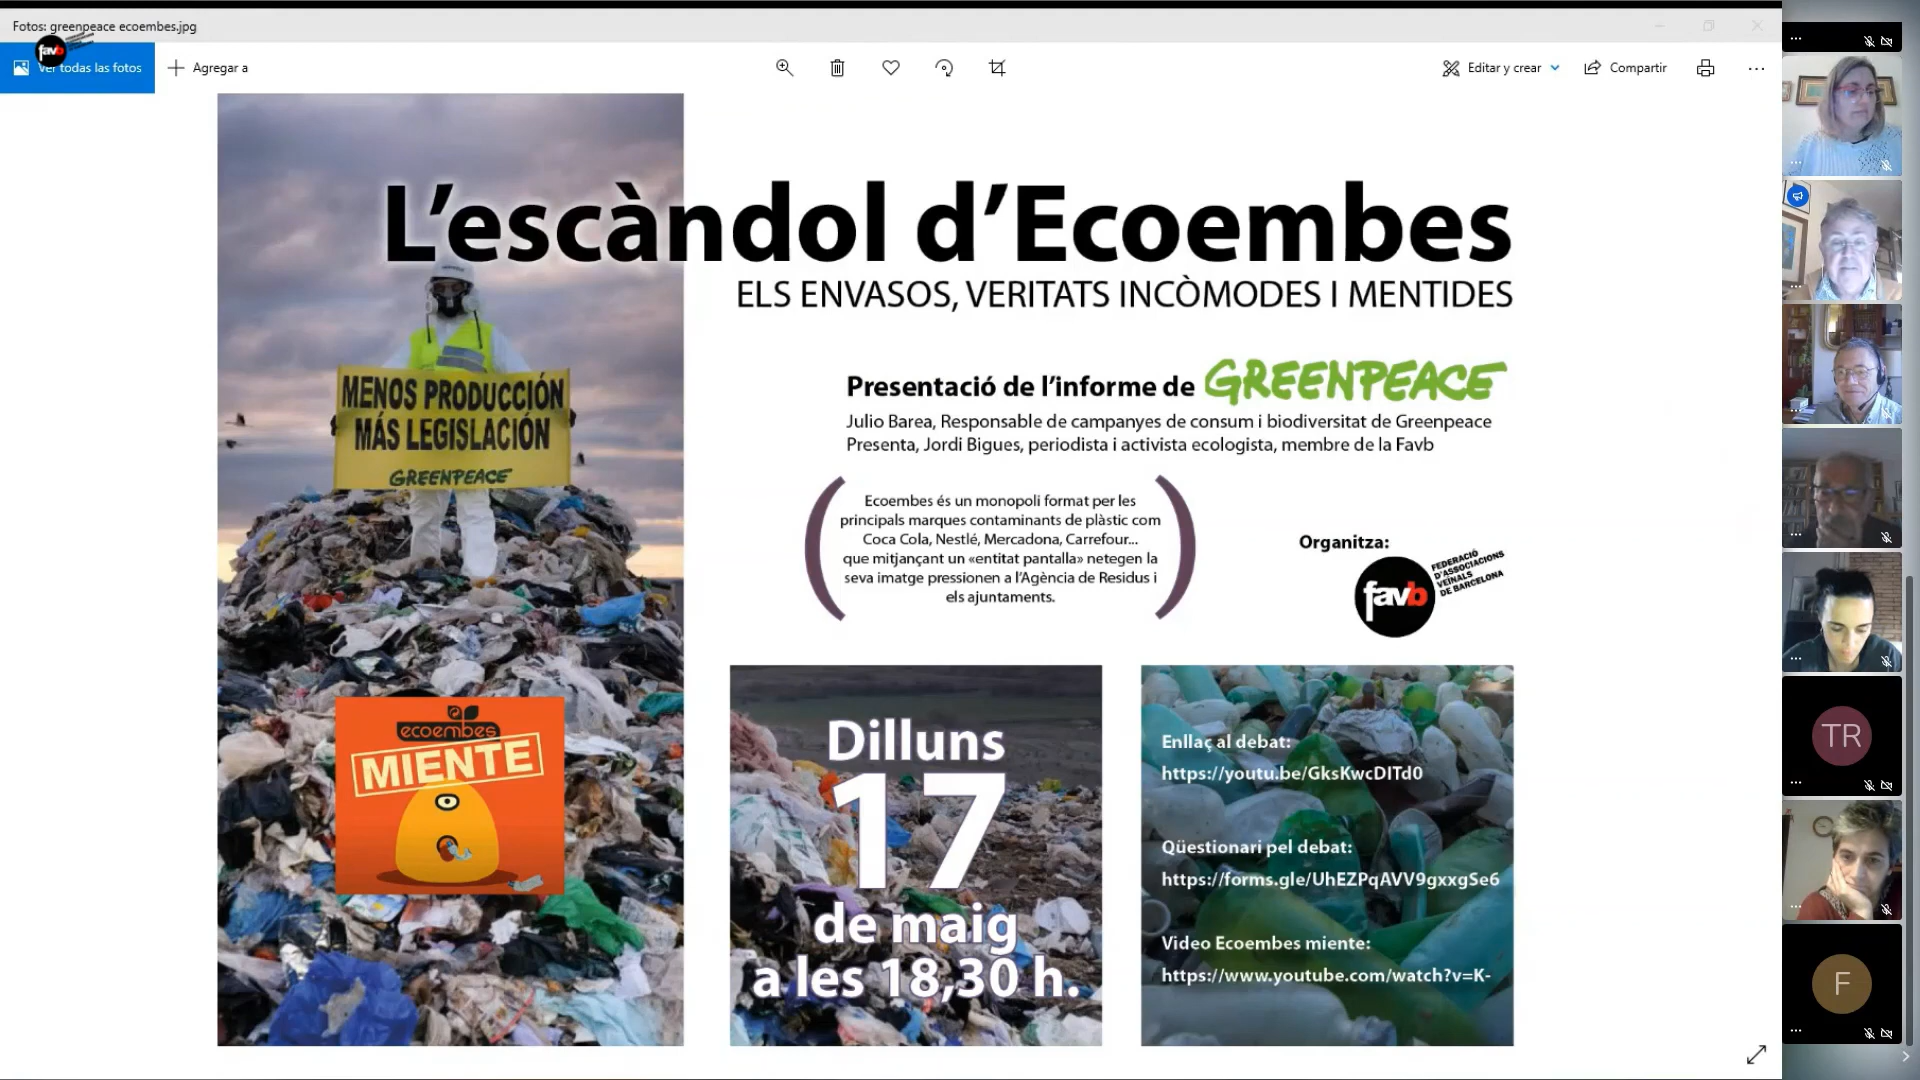 Fotos: greenpeace ecoembes.jpg
favb
Ver todas las fotos
Agregar a
Editar y crear
Compartir
L'escàndol d'Ecoembes
ELS ENVASOS, VERITATS INCÒMODES I MENTIDES
MENOS PRODUCCIÓN
MÁS LEGISLACIÓN
GREENPEACE
Presentació de l'informe de GREENPEACE
Julio Barea, Responsable de campanyes de consum i biodiversitat de Greenpeace
Presenta, Jordi Bigues, periodista i activista ecologista, membre de la Favb
Ecoembes és un monopoli format per les
principals marques contaminants de plàstic com
Coca Cola, Nestlé, Mercadona, Carrefour...
que mitjançant un «entitat pantalla» netegen la
seva imatge pressionen a l'Agència de Residus i
els ajuntaments.
Organitza:
favb
FEDERACIÓ
D'ASSOCIACIONS
VEÏNALS
DE BARCELONA
ecoembes
MIENTE
Dilluns
17
de maig
a les 18,30 h.
Enllaç al debat:
https://youtu.be/GksKwcDITd0
Qüestionari pel debat:
https://forms.gle/UhEZPqAVV9gxxgSe6
Video Ecoembes miente:
https://www.youtube.com/watch?v=K-
TR
F